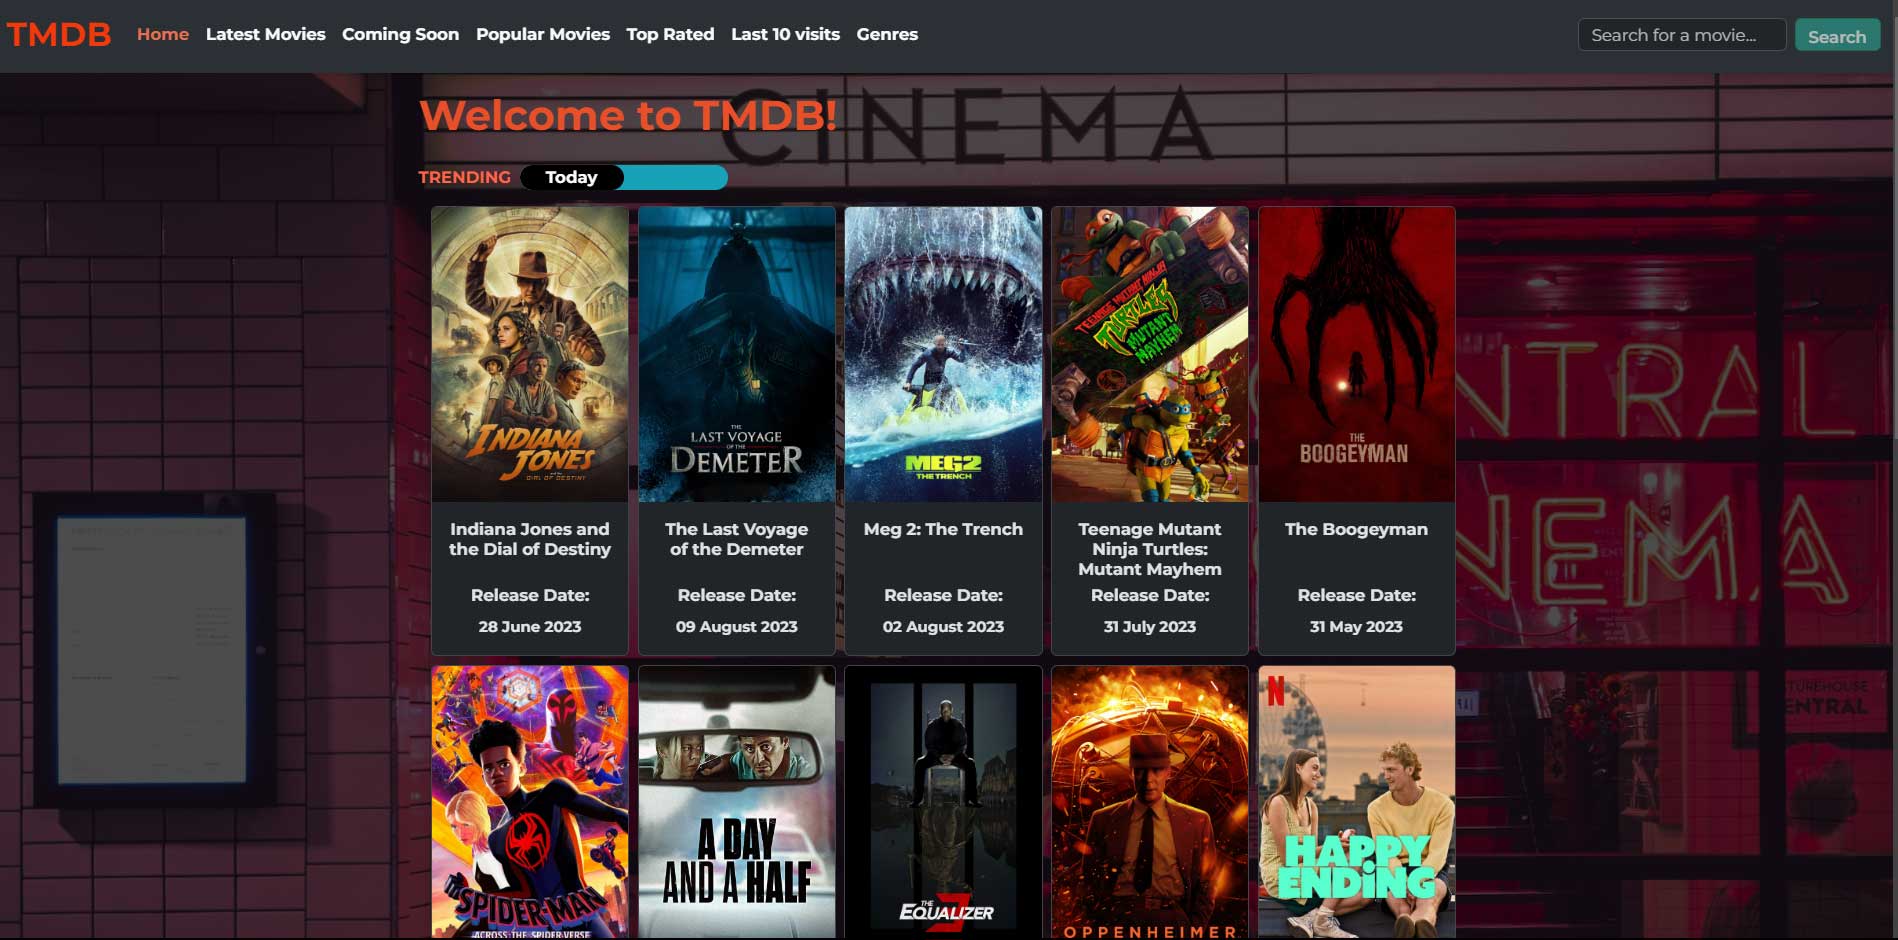 TMDB Home Latest Movies Coming Soon Popular Movies Top Rated Last 10 visits Genres Search for a movie... Search
CINEMA
Welcome to TMDB!
TRENDING Today
INDIANA
JONES
and the
DIAL OF DESTINY
THE
LAST VOYAGE
OF THE
DEMETER
MEG2
THE TRENCH
TEENAGE MUTANT NINJA
TURTLES
MUTANT
MAYHEM
THE
BOOGEYMAN
NTRAL
NEMA
Indiana Jones and
the Dial of Destiny
Release Date:
28 June 2023
The Last Voyage
of the Demeter
Release Date:
09 August 2023
Meg 2: The Trench
Release Date:
02 August 2023
Teenage Mutant
Ninja Turtles:
Mutant Mayhem
Release Date:
31 July 2023
The Boogeyman
Release Date:
31 May 2023
SPIDER-MAN
ACROSS THE SPIDER-VERSE
A DAY
AND A HALF
THE
EQUALIZER 3
OPPENHEIMER
N
HAPPY
ENDING
TUREHOUSE
ENTRAL